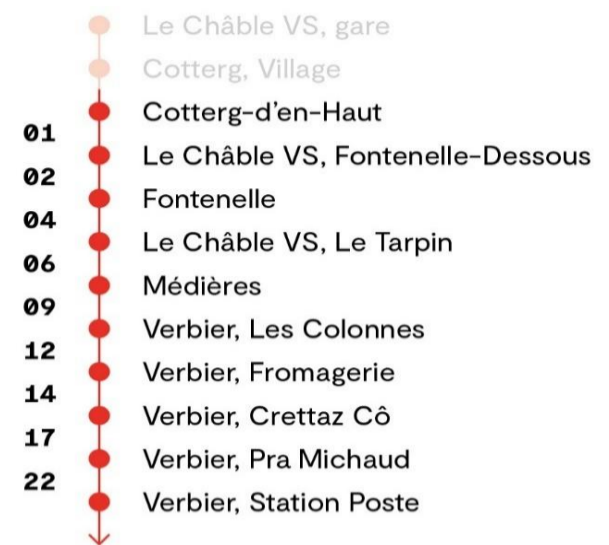 Le Châble VS, gare
Cotterg, Village
Cotterg-d'en-Haut
01
Le Châble VS, Fontenelle-Dessous
02
Fontenelle
04
Le Châble VS, Le Tarpin
06
Médières
09
Verbier, Les Colonnes
12
Verbier, Fromagerie
14
Verbier, Crettaz Cô
17
Verbier, Pra Michaud
22
Verbier, Station Poste